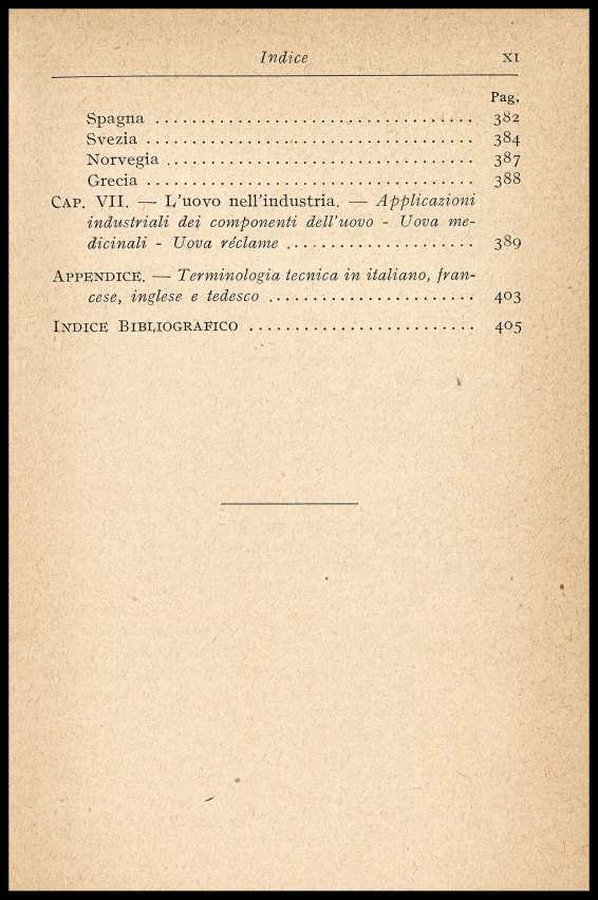 Indice XI
Pag.
Spagna .................................. 382
Svezia .................................. 384
Norvegia ................................ 387
Grecia .................................. 388
CAP. VII. — L'uovo nell'industria. — Applicazioni
industriali dei componenti dell'uovo - Uova me-
dicinali - Uova réclame ..................... 389
APPENDICE. — Terminologia tecnica in italiano, fran-
cese, inglese e tedesco ....................... 403
INDICE BIBLIOGRAFICO ......................... 405